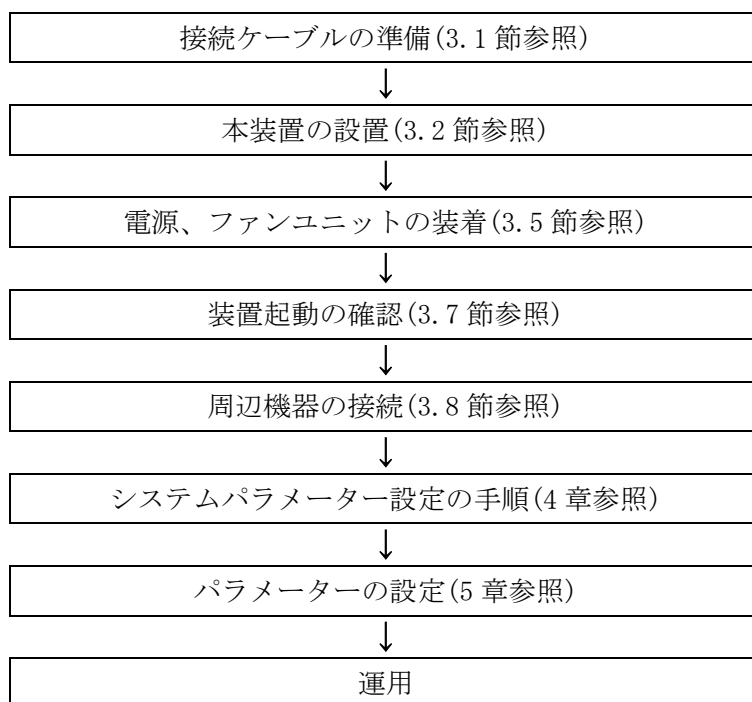 接続ケーブルの準備(3.1 節参照)
↓
本装置の設置(3.2 節参照)
↓
電源、ファンユニットの装着(3.5 節参照)
↓
装置起動の確認(3.7 節参照)
↓
周辺機器の接続(3.8 節参照)
↓
システムパラメーター設定の手順(4 章参照)
↓
パラメーターの設定(5 章参照)
↓
運用